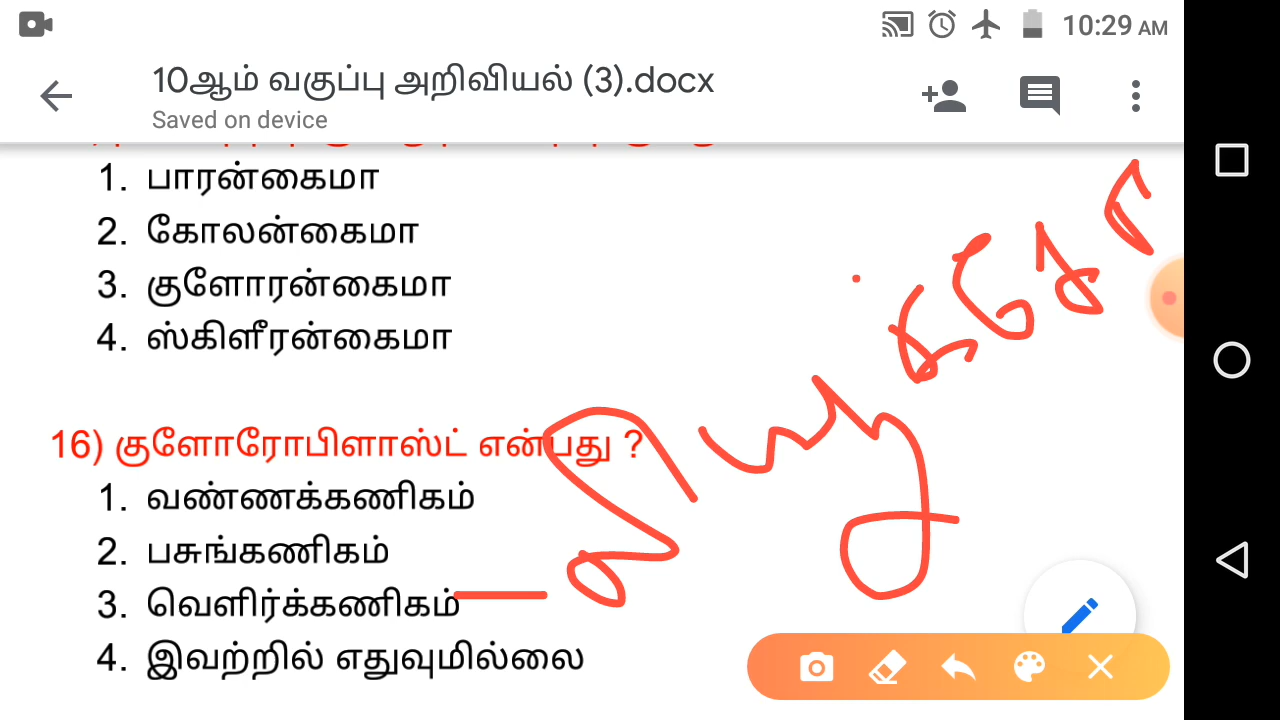 10:29 AM
10ஆம் வகுப்பு அறிவியல் (3).docx
Saved on device
1. பாரன்கைமா
2. கோலன்கைமா
3. குளோரன்கைமா
4. ஸ்கிளீரன்கைமா
16) குளோரோபிளாஸ்ட் என்பது ?
1. வண்ணக்கணிகம்
2. பசுங்கணிகம்
3. வெளிர்க்கணிகம்
4. இவற்றில் எதுவுமில்லை